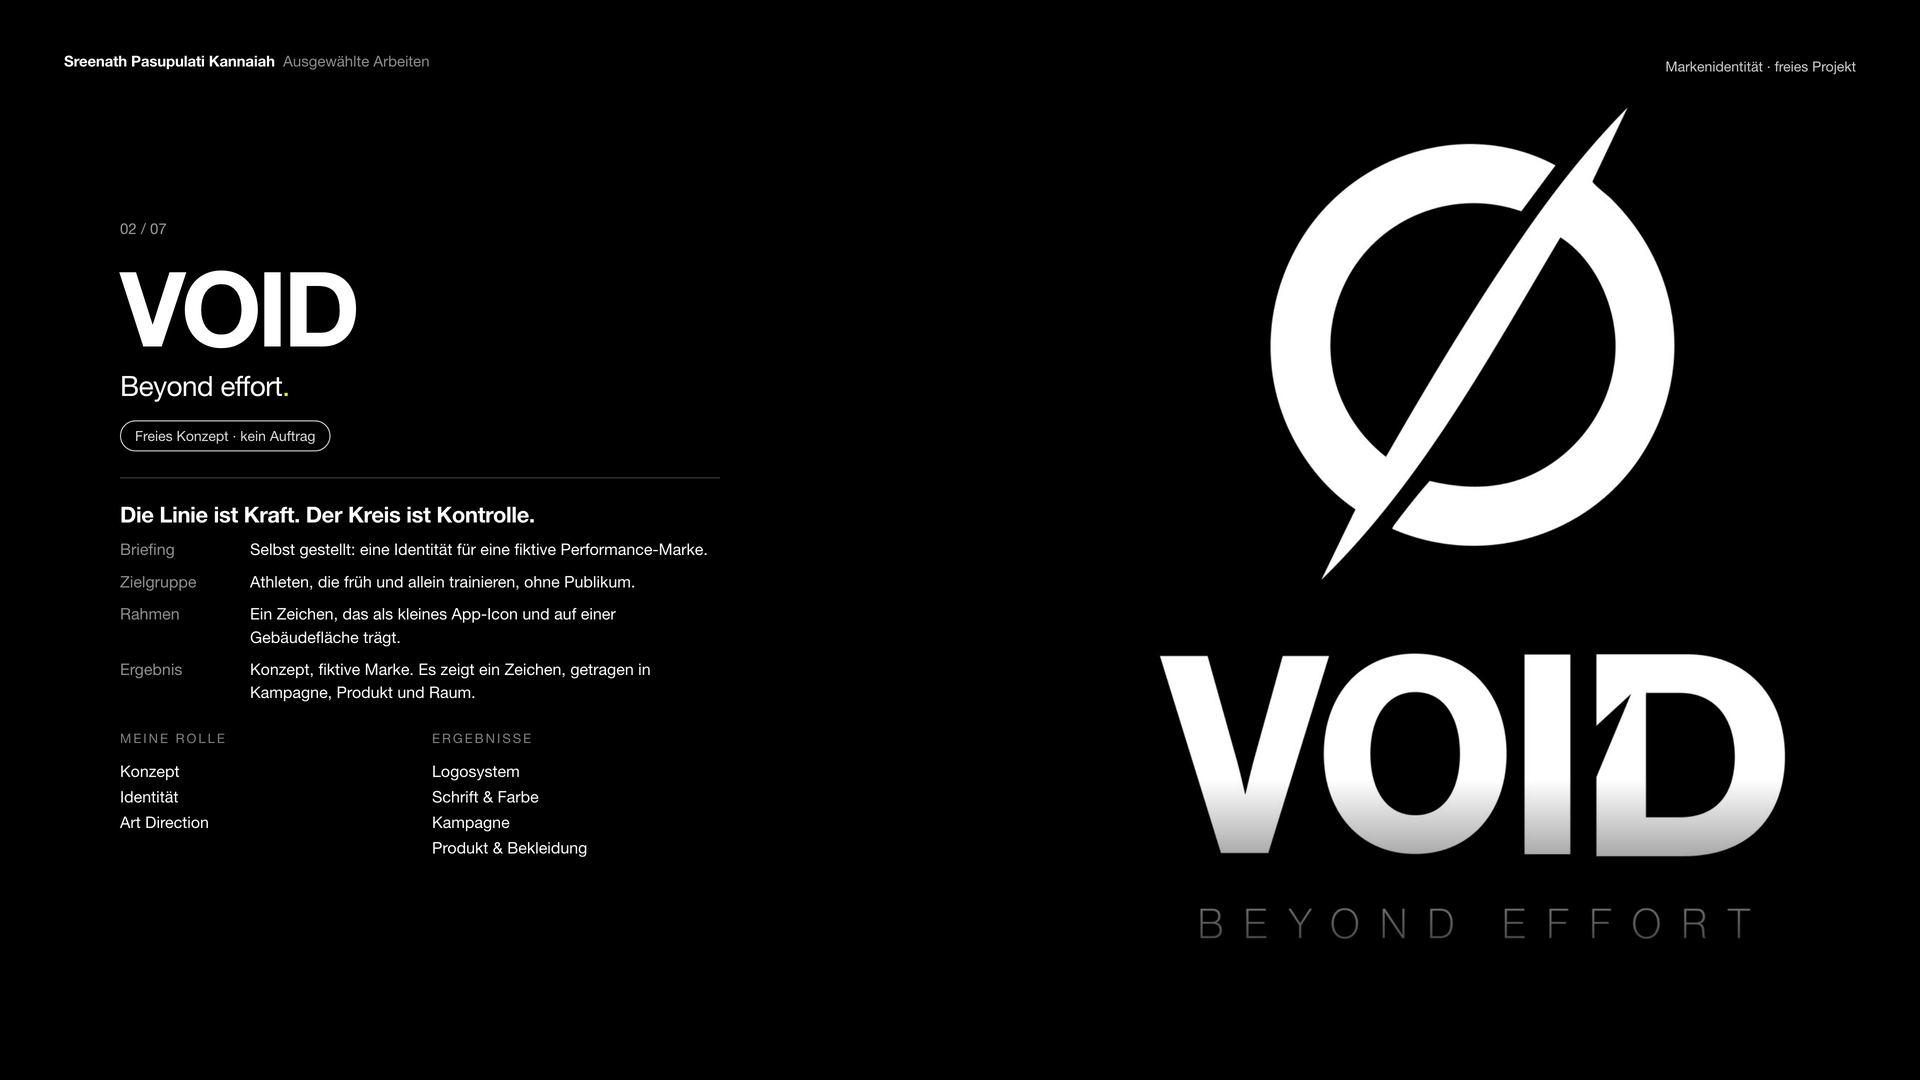 Sreenath Pasupulati Kannaiah Ausgewählte Arbeiten
Markenidentität · freies Projekt
02 / 07
VOID
Beyond effort.
Freies Konzept · kein Auftrag
Die Linie ist Kraft. Der Kreis ist Kontrolle.
Briefing Selbst gestellt: eine Identität für eine fiktive Performance-Marke.
Zielgruppe Athleten, die früh und allein trainieren, ohne Publikum.
Rahmen Ein Zeichen, das als kleines App-Icon und auf einer
Gebäudefläche trägt.
Ergebnis Konzept, fiktive Marke. Es zeigt ein Zeichen, getragen in
Kampagne, Produkt und Raum.
MEINE ROLLE
Konzept
Identität
Art Direction
ERGEBNISSE
Logosystem
Schrift & Farbe
Kampagne
Produkt & Bekleidung
VOID
BEYOND EFFORT